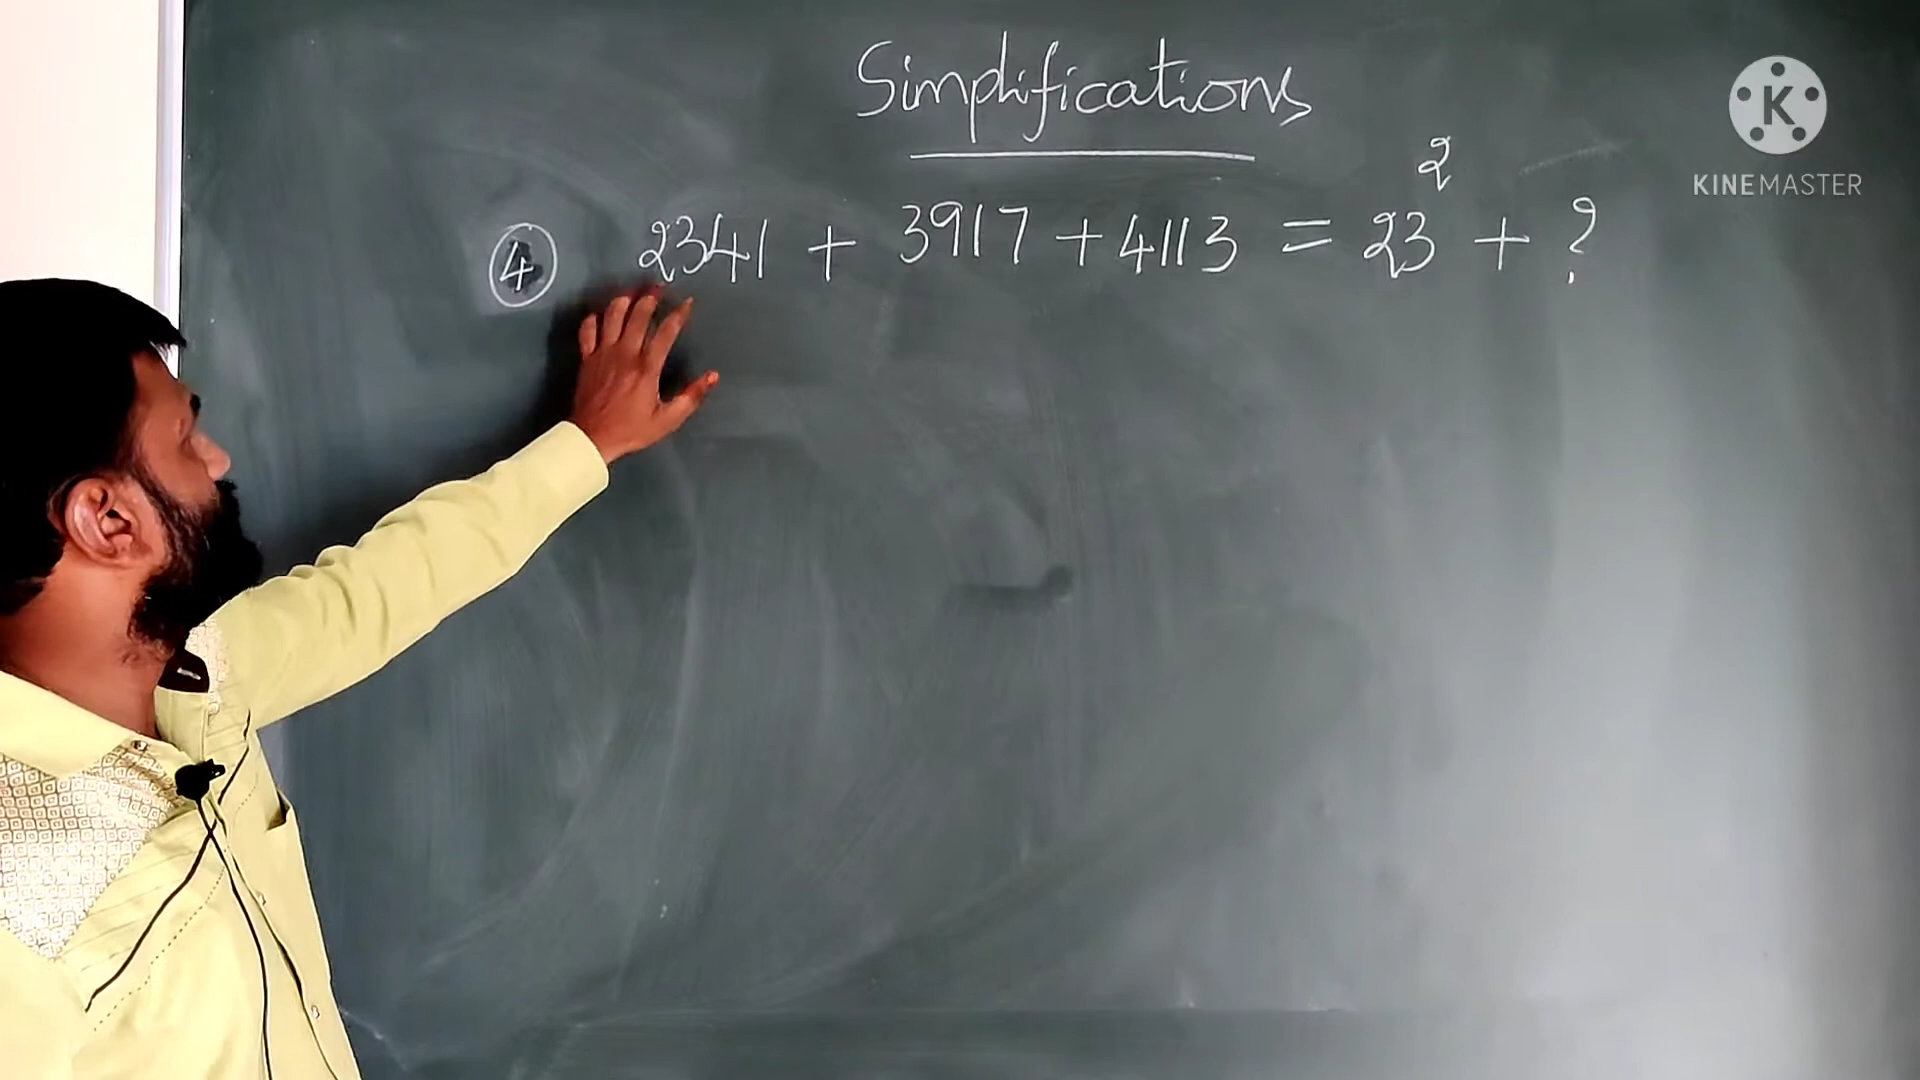 Simplifications
K
KINEMASTER
④ 2341 + 3917 + 4113 = 23² + ?